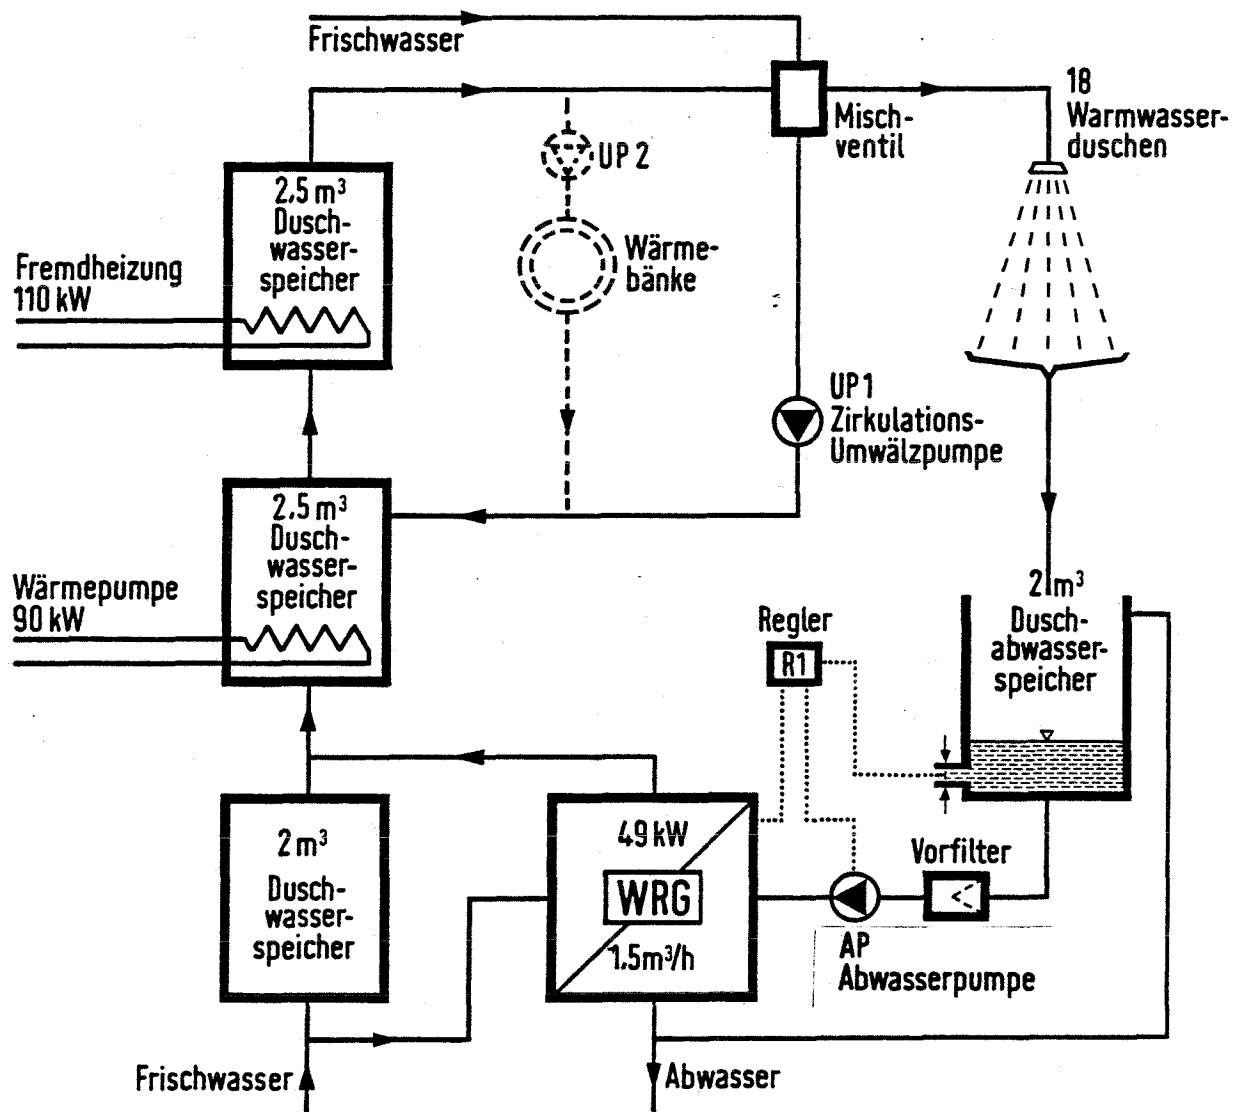 Frischwasser
18
Warmwasser-
duschen
Misch-
ventil
UP 2
2,5 m³
Dusch-
wasser-
speicher
Wärme-
bänke
Fremdheizung
110 kW
UP 1
Zirkulations-
Umwälzpumpe
2,5 m³
Dusch-
wasser-
speicher
Wärmepumpe
90 kW
2 m³
Dusch-
abwasser-
speicher
Regler
R1
2 m³
Dusch-
wasser-
speicher
49 kW
WRG
1,5 m³/h
Vorfilter
AP
Abwasserpumpe
Frischwasser
Abwasser